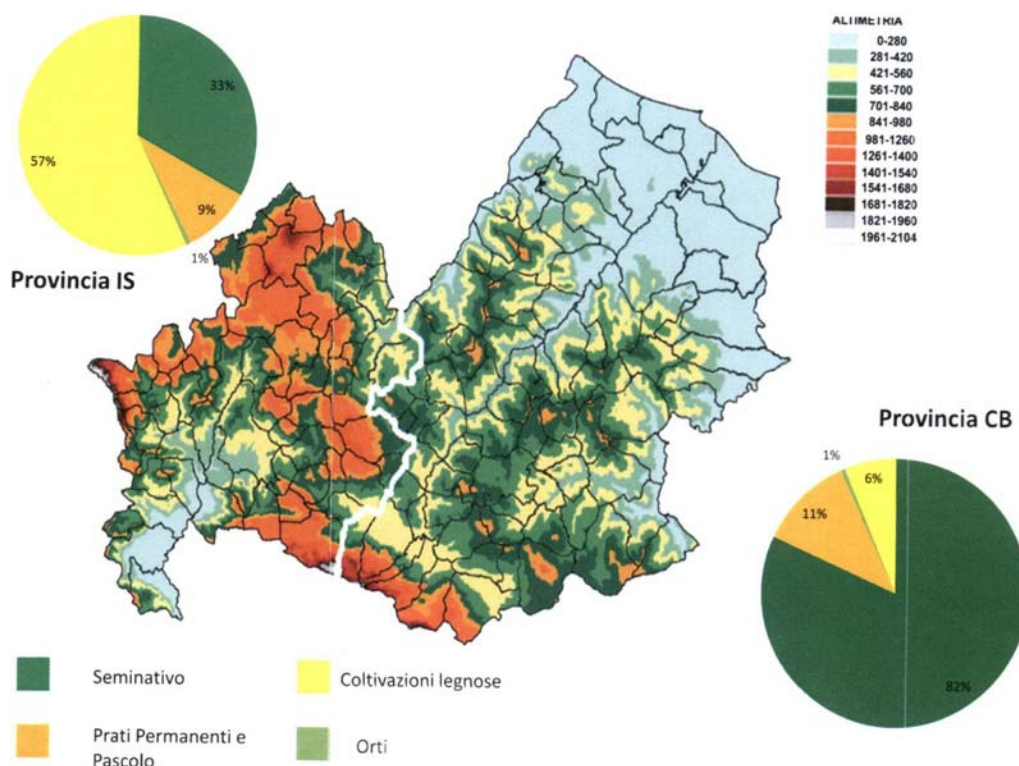 33%
57%
9%
1%
Provincia IS
ALTIMETRIA
0-280
281-420
421-560
561-700
701-840
841-980
981-1260
1261-1400
1401-1540
1541-1680
1681-1820
1821-1960
1961-2104
Provincia CB
1%
6%
11%
82%
Seminativo
Coltivazioni legnose
Prati Permanenti e
Pascolo
Orti